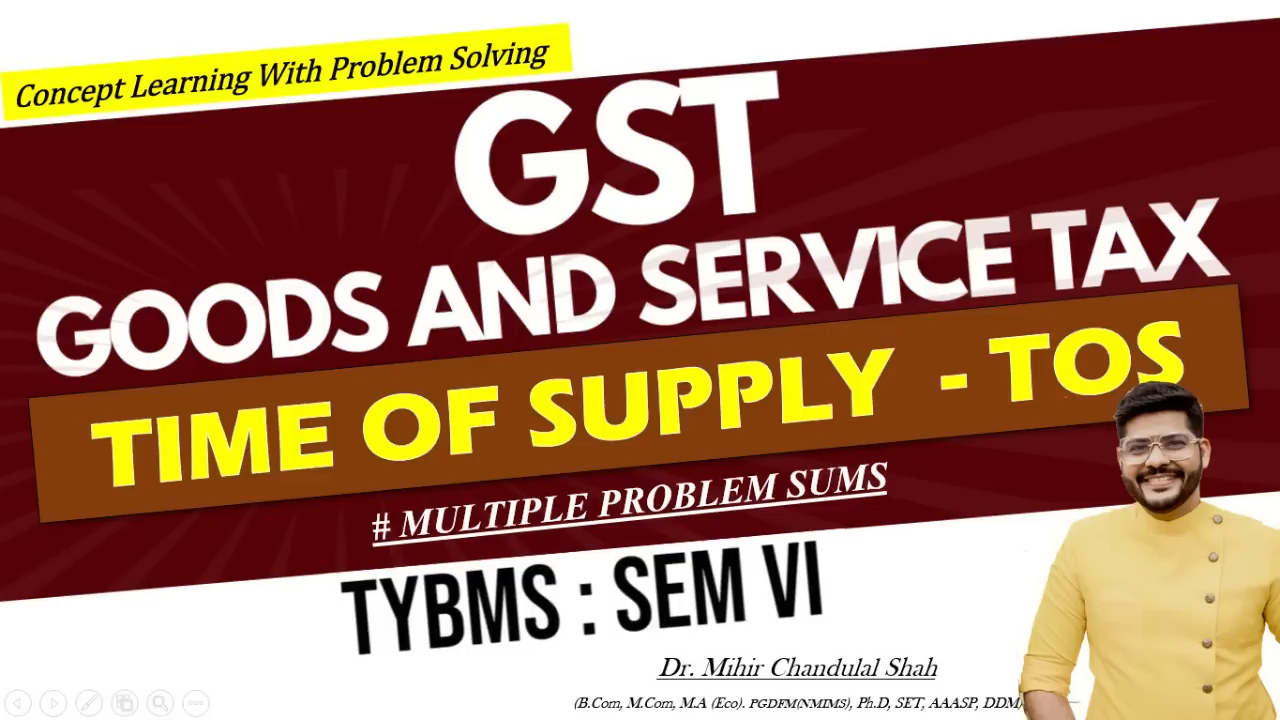 Concept Learning With Problem Solving
GST
GOODS AND SERVICE TAX
TIME OF SUPPLY - TOS
# MULTIPLE PROBLEM SUMS
TYBMS : SEM VI
Dr. Mihir Chandulal Shah
(B.Com, M.Com, M.A (Eco). PGDFM(NMIMS), Ph.D, SET, AAASP, DDM)